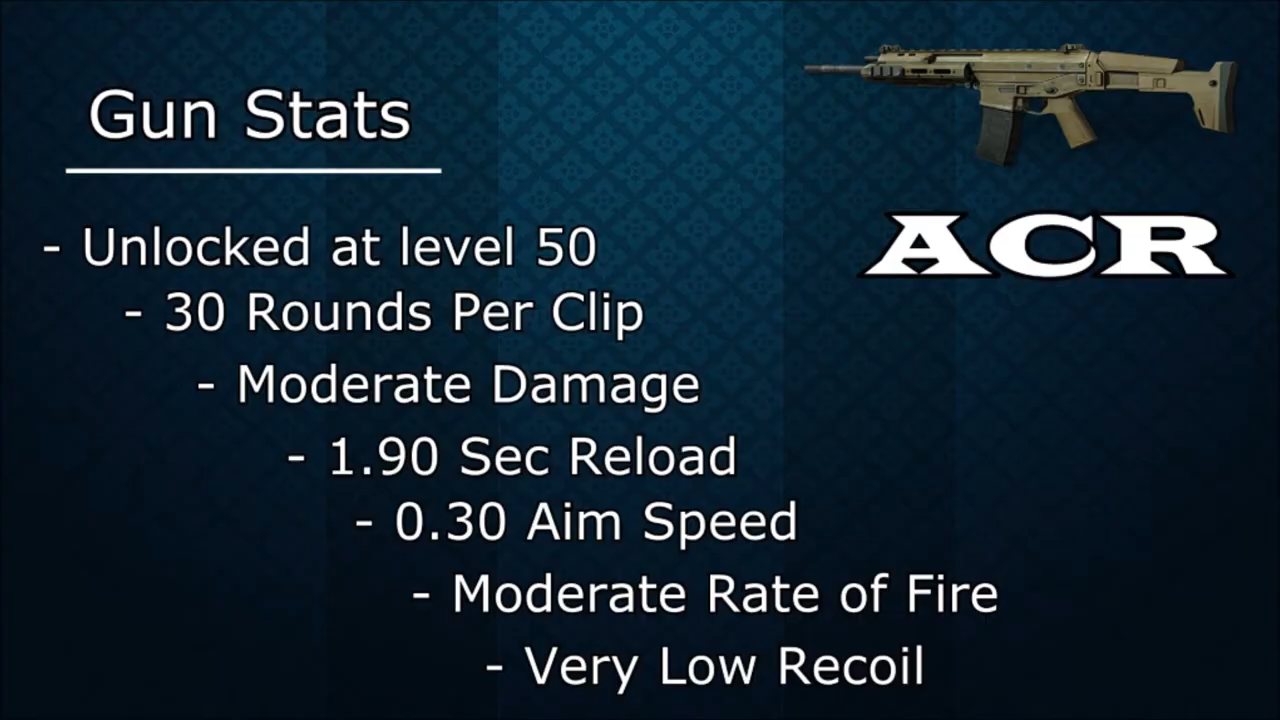 Gun Stats
ACR
- Unlocked at level 50
- 30 Rounds Per Clip
- Moderate Damage
- 1.90 Sec Reload
- 0.30 Aim Speed
- Moderate Rate of Fire
- Very Low Recoil